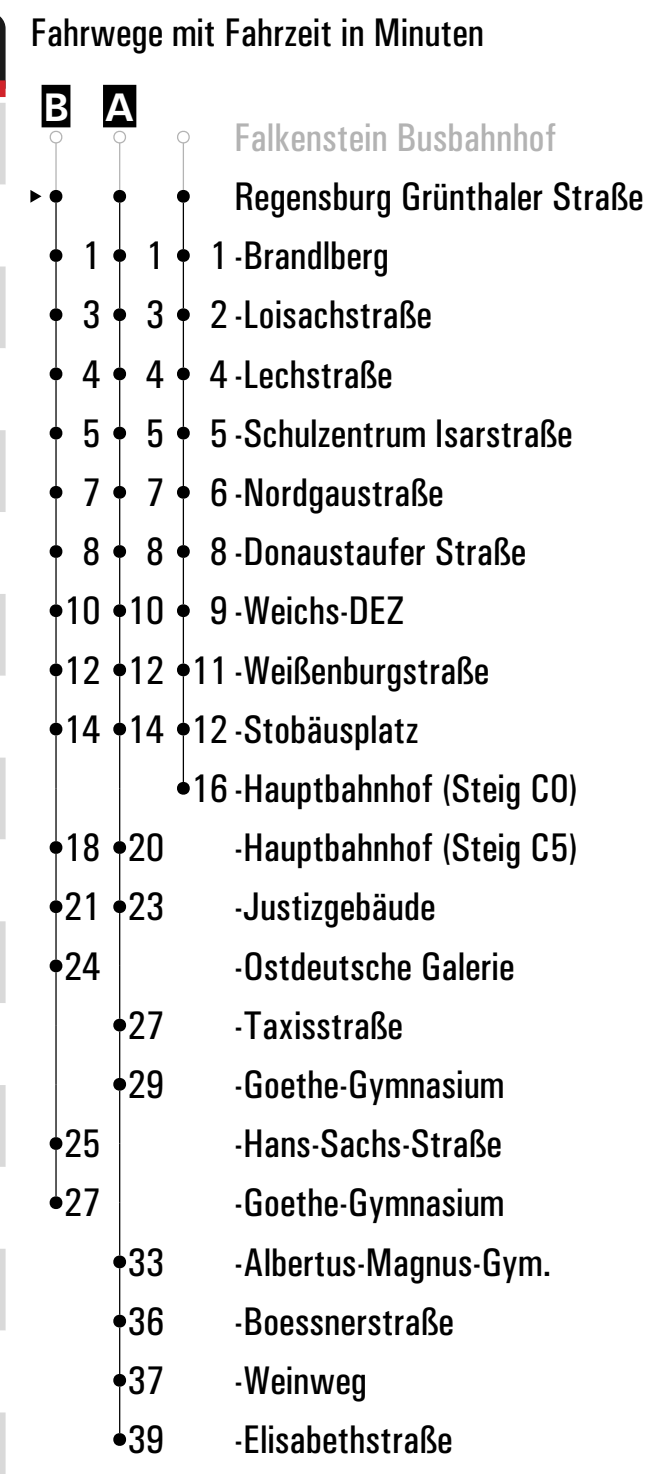 Fahrwege mit Fahrzeit in Minuten
B A
Falkenstein Busbahnhof
Regensburg Grünthaler Straße
1 1 1 -Brandlberg
3 3 2 -Loisachstraße
4 4 4 -Lechstraße
5 5 5 -Schulzentrum Isarstraße
7 7 6 -Nordgaustraße
8 8 8 -Donaustaufer Straße
10 10 9 -Weichs-DEZ
12 12 11 -Weißenburgstraße
14 14 12 -Stobäusplatz
16 -Hauptbahnhof (Steig C0)
18 20 -Hauptbahnhof (Steig C5)
21 23 -Justizgebäude
24 -Ostdeutsche Galerie
27 -Taxisstraße
29 -Goethe-Gymnasium
25 -Hans-Sachs-Straße
27 -Goethe-Gymnasium
33 -Albertus-Magnus-Gym.
36 -Boessnerstraße
37 -Weinweg
39 -Elisabethstraße